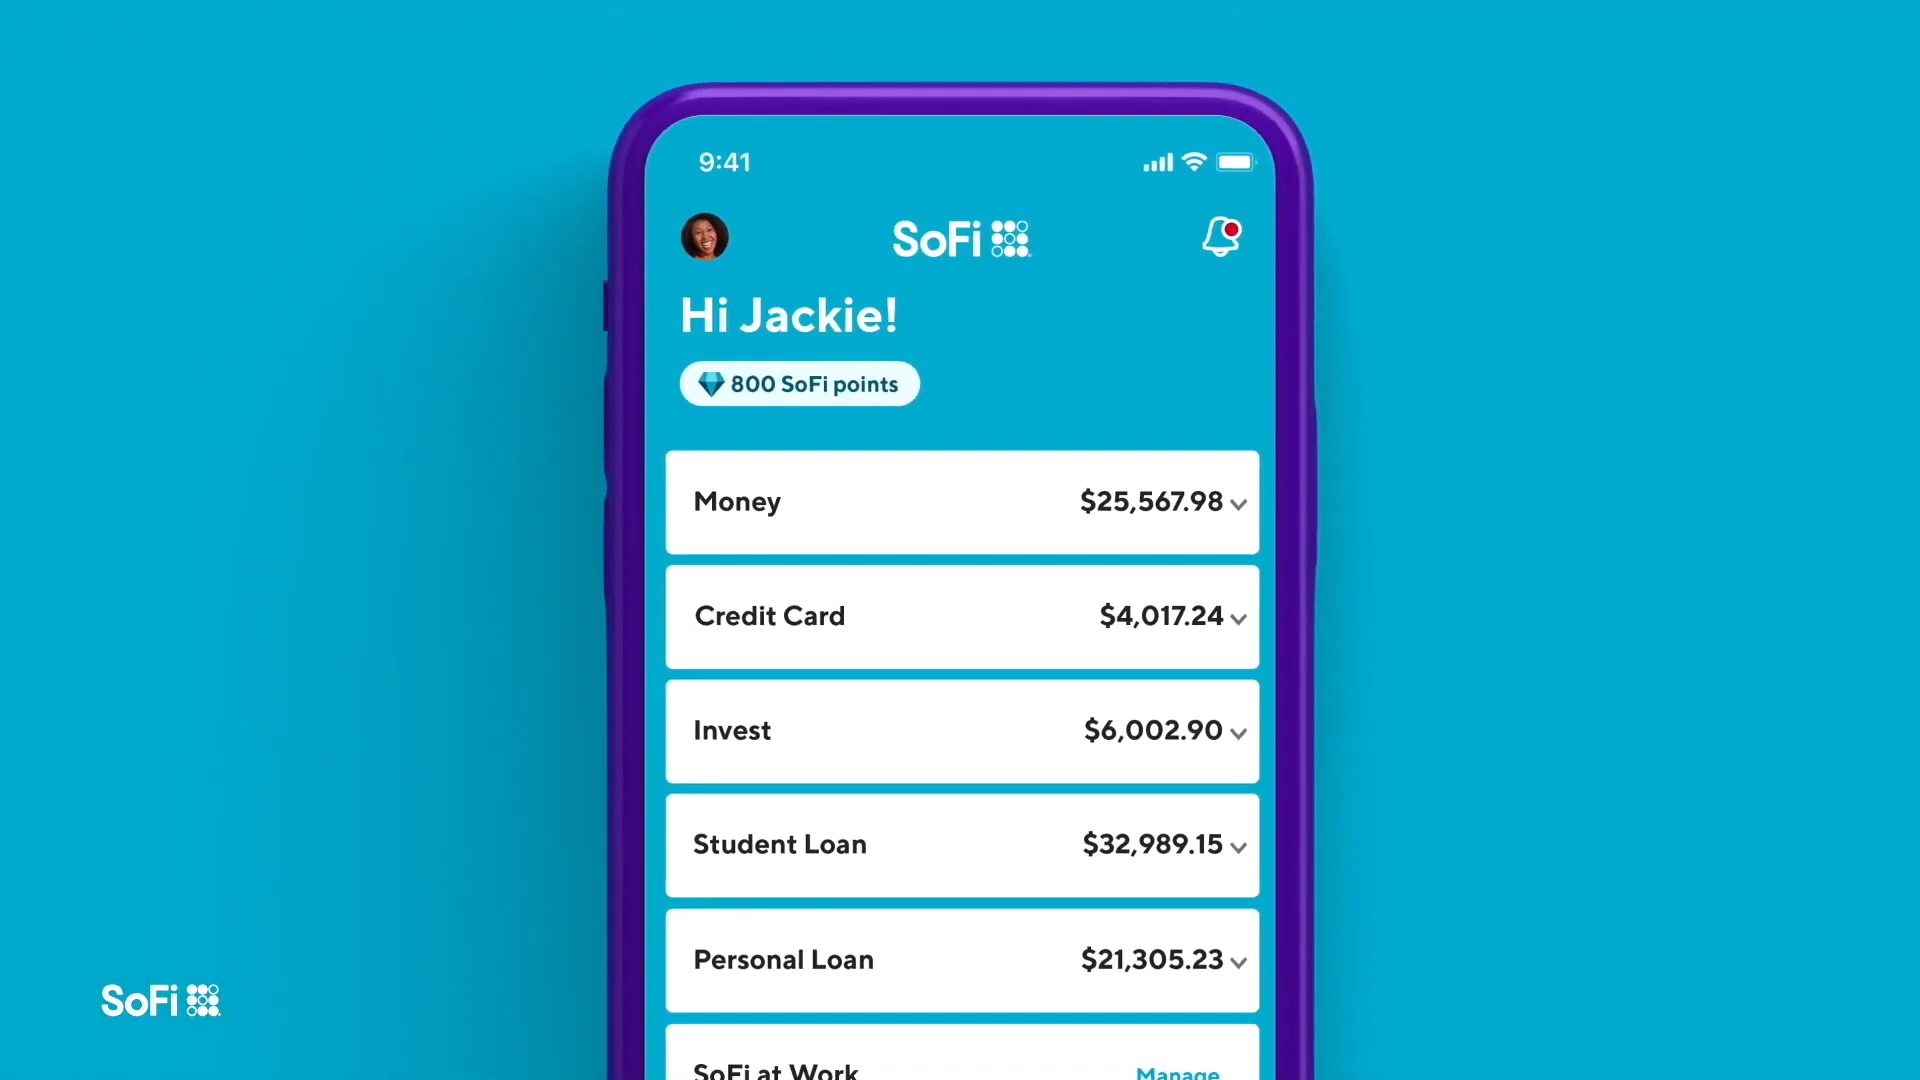 9:41
SoFi
Hi Jackie!
800 SoFi points
Money $25,567.98
Credit Card $4,017.24
Invest $6,002.90
Student Loan $32,989.15
Personal Loan $21,305.23
SoFi at Work Manage
SoFi